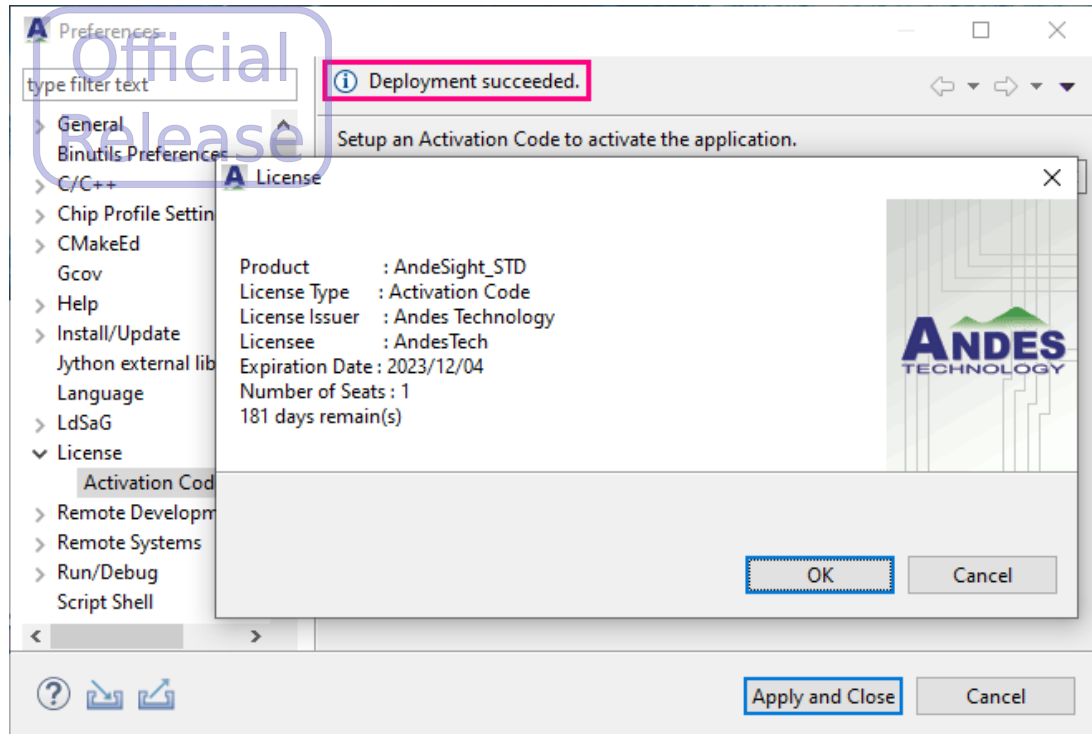 Preferences
Official
Release
type filter text
Deployment succeeded.
General
Binutils Preferences
C/C++
Chip Profile Settin
CMakeEd
Gcov
Help
Install/Update
Jython external lib
Language
LdSaG
License
Activation Cod
Remote Developm
Remote Systems
Run/Debug
Script Shell
Setup an Activation Code to activate the application.
License
Product : AndeSight_STD
License Type : Activation Code
License Issuer : Andes Technology
Licensee : AndesTech
Expiration Date : 2023/12/04
Number of Seats : 1
181 days remain(s)
ANDES
TECHNOLOGY
OK Cancel
Apply and Close Cancel